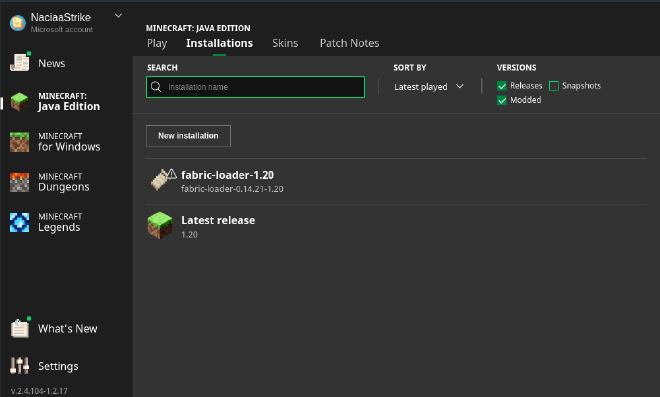 NaciaaStrike
Microsoft account
News
MINECRAFT:
Java Edition
MINECRAFT
for Windows
MINECRAFT
Dungeons
MINECRAFT
Legends
What's New
Settings
v.2.4.104-1.2.17
MINECRAFT: JAVA EDITION
Play Installations Skins Patch Notes
SEARCH SORT BY VERSIONS
Installation name Latest played Releases Snapshots
Modded
New installation
fabric-loader-1.20
fabric-loader-0.14.21-1.20
Latest release
1.20